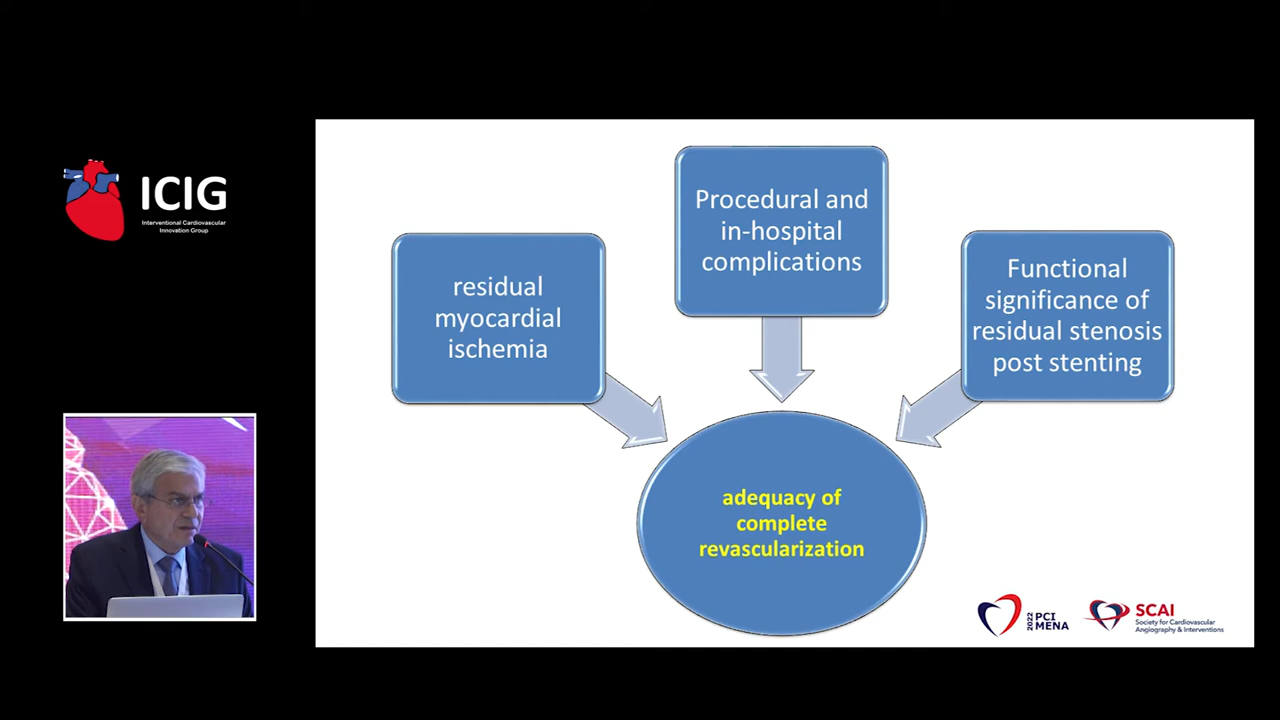 ICIG
Interventional Cardiovascular
Innovation Group
residual
myocardial
ischemia
Procedural and
in-hospital
complications
Functional
significance of
residual stenosis
post stenting
adequacy of
complete
revascularization
2022
PCI
MENA
SCAI
Society for Cardiovascular
Angiography & Interventions